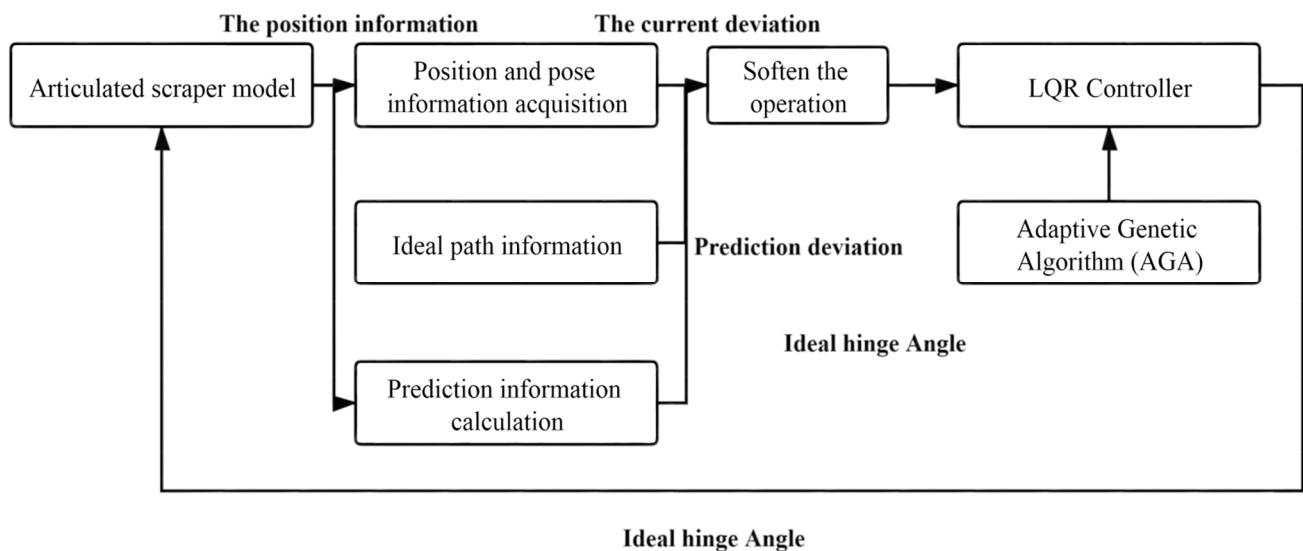 The position information
The current deviation
Articulated scraper model
Position and pose
information acquisition
Soften the
operation
LQR Controller
Ideal path information
Prediction deviation
Adaptive Genetic
Algorithm (AGA)
Ideal hinge Angle
Prediction information
calculation
Ideal hinge Angle